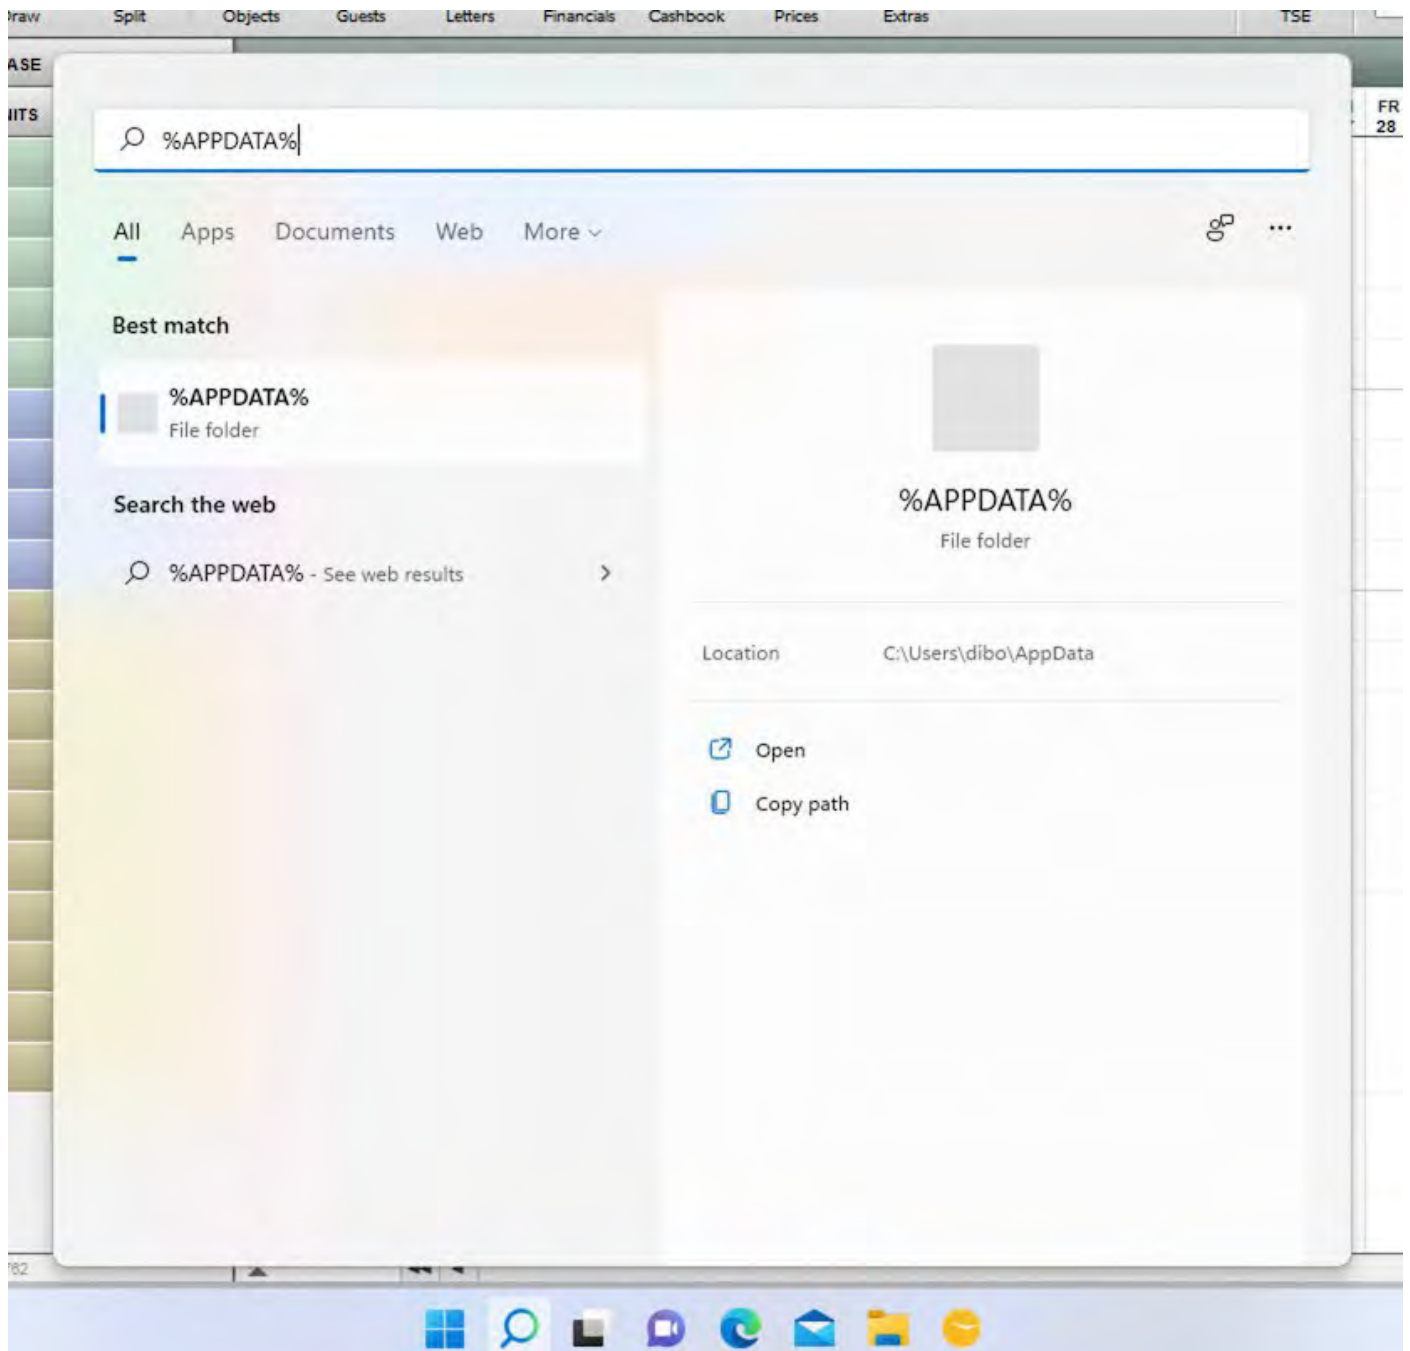 Split Objects Guests Letters Financials Cashbook Prices Extras TSE
FR
28
%APPDATA%
All Apps Documents Web More
Best match
%APPDATA%
File folder
Search the web
%APPDATA% - See web results
%APPDATA%
File folder
Location C:\Users\dibo\AppData
Open
Copy path